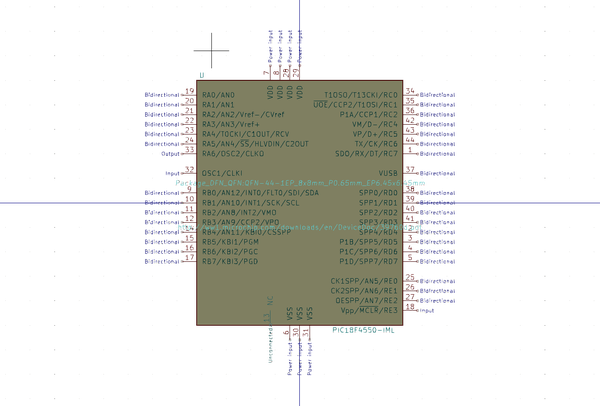 Power input Power input Power input Power input
7 8 28 29
U
VDD VDD VDD VDD
Bidirectional 19 RA0/AN0 T1OSO/T13CKI/RC0 34 Bidirectional
Bidirectional 20 RA1/AN1 UOE/CCP2/T1OSI/RC1 35 Bidirectional
Bidirectional 21 RA2/AN2/Vref-/CVref P1A/CCP1/RC2 36 Bidirectional
Bidirectional 22 RA3/AN3/Vref+ VM/D-/RC4 42 Bidirectional
Bidirectional 23 RA4/T0CKI/C1OUT/RCV VP/D+/RC5 43 Bidirectional
Bidirectional 24 RA5/AN4/SS/HLVDIN/C2OUT TX/CK/RC6 44 Bidirectional
Output 33 RA6/OSC2/CLKO SDO/RX/DT/RC7 1 Bidirectional
Input 32 OSC1/CLKI VUSB 37 Bidirectional
Package_DFN_QFN:QFN-44-1EP_8x8mm_P0.65mm_EP6.45x6.45mm
Bidirectional 9 RB0/AN12/INT0/FLT0/SDI/SDA SPP0/RD0 38 Bidirectional
Bidirectional 10 RB1/AN10/INT1/SCK/SCL SPP1/RD1 39 Bidirectional
Bidirectional 11 RB2/AN8/INT2/VMO SPP2/RD2 40 Bidirectional
Bidirectional 12 RB3/AN9/CCP2/VPO SPP3/RD3 41 Bidirectional
Bidirectional 14 RB4/AN11/KBI0/CSSPP SPP4/RD4 2 Bidirectional
Bidirectional 15 RB5/KBI1/PGM P1B/SPP5/RD5 3 Bidirectional
Bidirectional 16 RB6/KBI2/PGC P1C/SPP6/RD6 4 Bidirectional
Bidirectional 17 RB7/KBI3/PGD P1D/SPP7/RD7 5 Bidirectional
CK1SPP/AN5/RE0 25 Bidirectional
CK2SPP/AN6/RE1 26 Bidirectional
OESPP/AN7/RE2 27 Bidirectional
Vpp/MCLR/RE3 18 Input
NC VSS VSS VSS
13 6 30 31
PIC18F4550-IML
Unconnected Power input Power input Power input